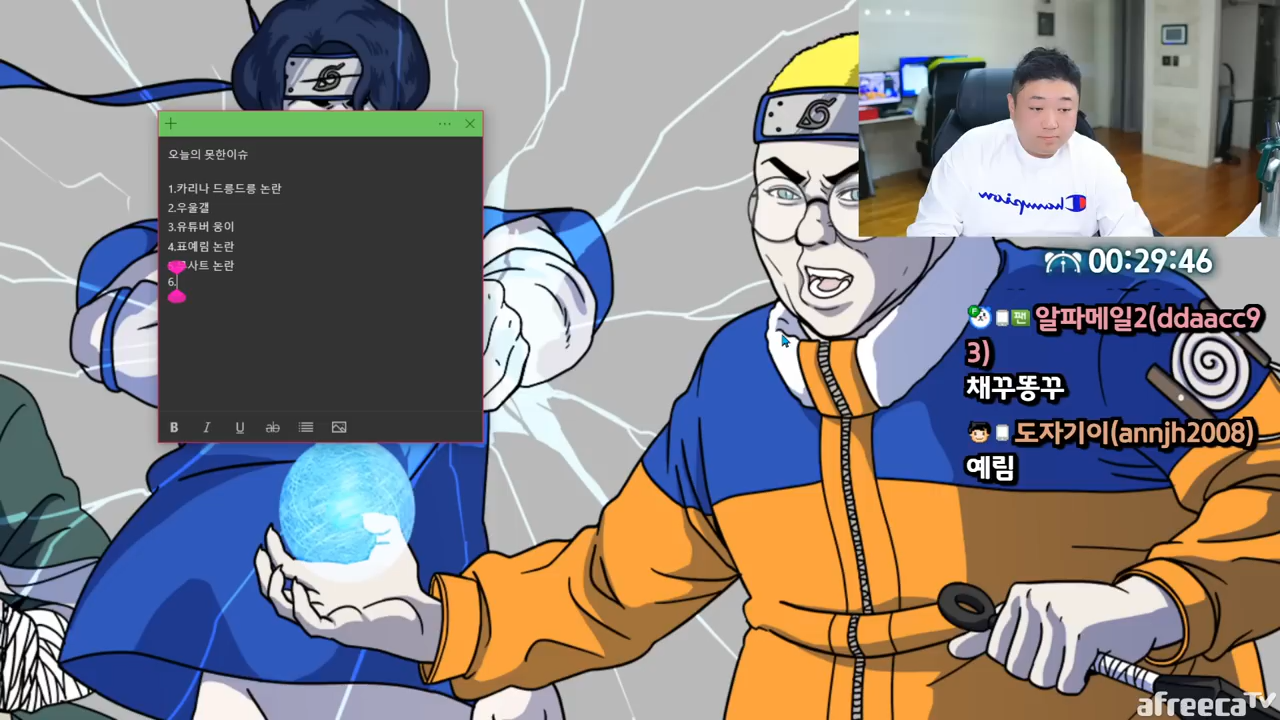 오늘의 못한이슈
1.카리나 드릉드릉 논란
2.우울갤
3.유튜버 웅이
4.표예림 논란
사트 논란
6.
Champion
00:29:46
F 짼 알파메일2(ddaacc9
3)
채꾸똥꾸
도자기이(annjh2008)
예림
B I U ab
afreecaTV